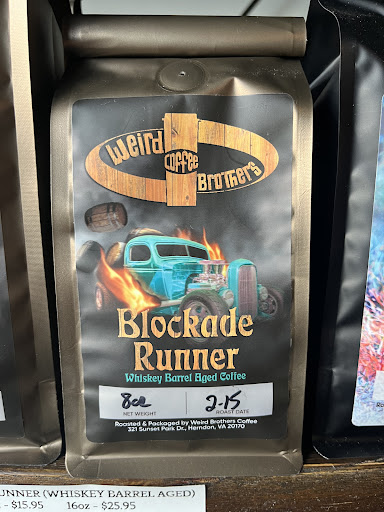 Weird
Coffee
Brothers
Blockade
Runner
Whiskey Barrel Aged Coffee
8oz 2-15
NET WEIGHT ROAST DATE
Roasted & Packaged by Weird Brothers Coffee
321 Sunset Park Dr., Herndon, VA 20170
UNNER (WHISKEY BARREL AGED)
- $15.95 16oz - $25.95